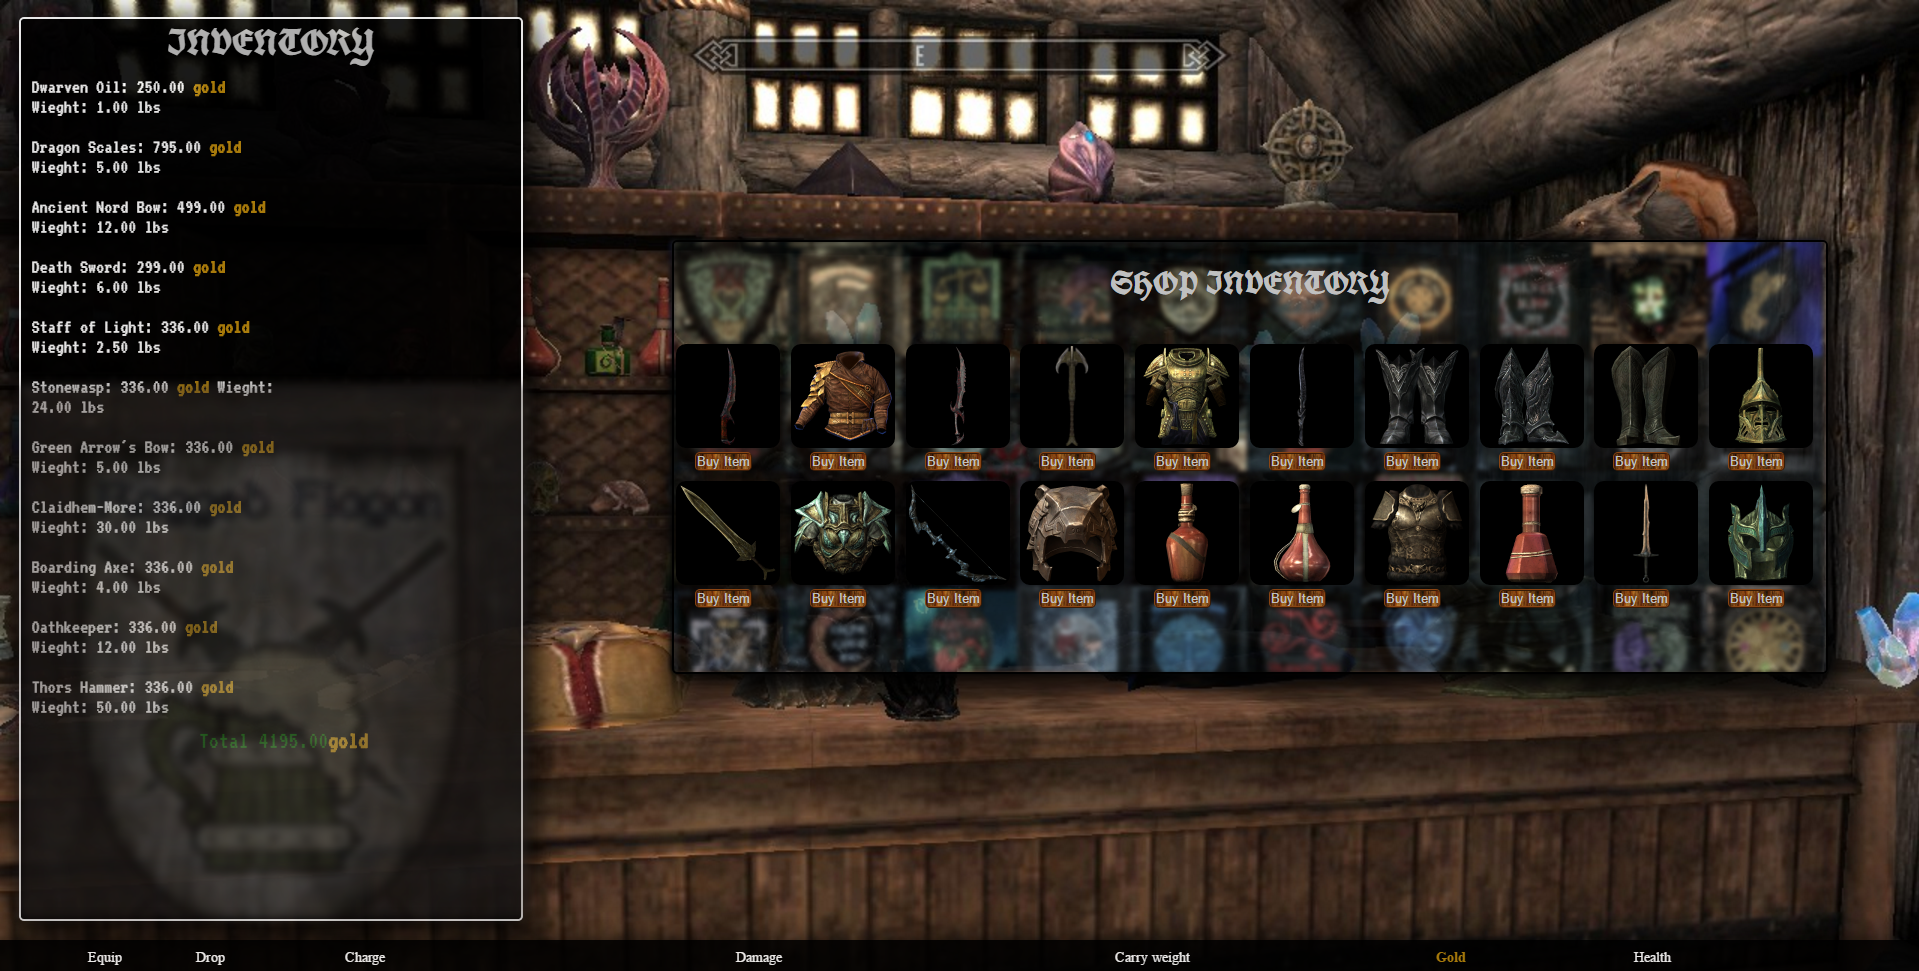 INVENTORY
Dwarven Oil: 250.00 gold
Wieght: 1.00 lbs
Dragon Scales: 795.00 gold
Wieght: 5.00 lbs
Ancient Nord Bow: 499.00 gold
Wieght: 12.00 lbs
Death Sword: 299.00 gold
Wieght: 6.00 lbs
Staff of Light: 336.00 gold
Wieght: 2.50 lbs
Stonewasp: 336.00 gold Wieght:
24.00 lbs
Green Arrow´s Bow: 336.00 gold
Wieght: 5.00 lbs
Claidhem-More: 336.00 gold
Wieght: 30.00 lbs
Boarding Axe: 336.00 gold
Wieght: 4.00 lbs
Oathkeeper: 336.00 gold
Wieght: 12.00 lbs
Thors Hammer: 336.00 gold
Wieght: 50.00 lbs
Total 4195.00gold
E
SHOP INVENTORY
Buy Item Buy Item Buy Item Buy Item Buy Item Buy Item Buy Item Buy Item Buy Item Buy Item
Buy Item Buy Item Buy Item Buy Item Buy Item Buy Item Buy Item Buy Item Buy Item Buy Item
Equip Drop Charge Damage Carry weight Gold Health